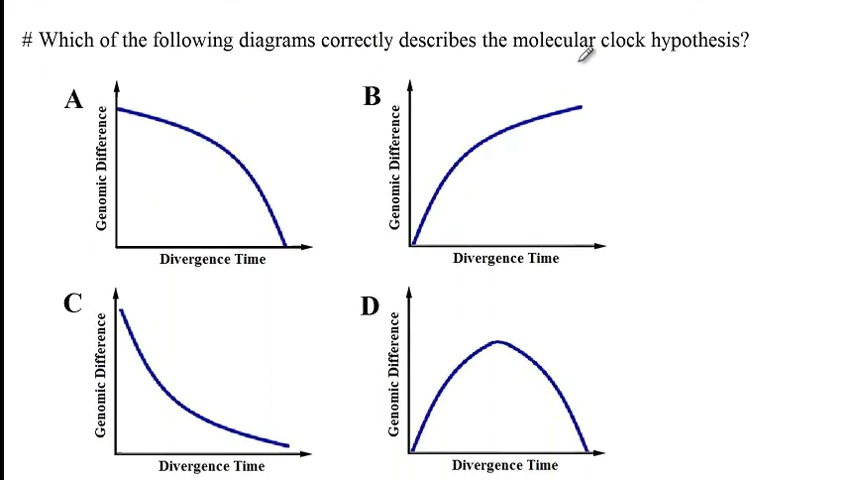 # Which of the following diagrams correctly describes the molecular clock hypothesis?
A
Genomic Difference
Divergence Time
B
Genomic Difference
Divergence Time
C
Genomic Difference
Divergence Time
D
Genomic Difference
Divergence Time